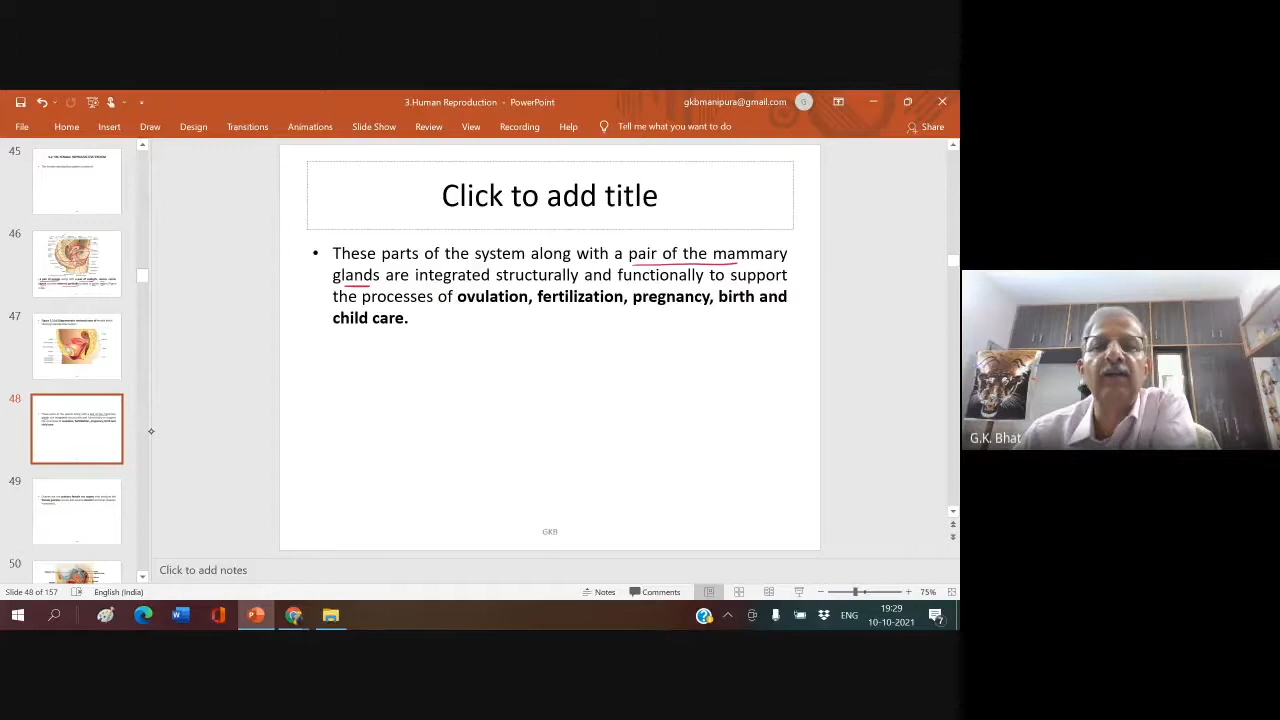 3.Human Reproduction - PowerPoint
gkbmanipura@gmail.com
G
File Home Insert Draw Design Transitions Animations Slide Show Review View Recording Help Tell me what you want to do Share
45
46
47
48
49
50
Click to add title
• These parts of the system along with a pair of the mammary
glands are integrated structurally and functionally to support
the processes of ovulation, fertilization, pregnancy, birth and
child care.
GKB
Click to add notes
Slide 48 of 157 English (India) Notes Comments 75%
ENG
19:29
10-10-2021
7
G.K. Bhat